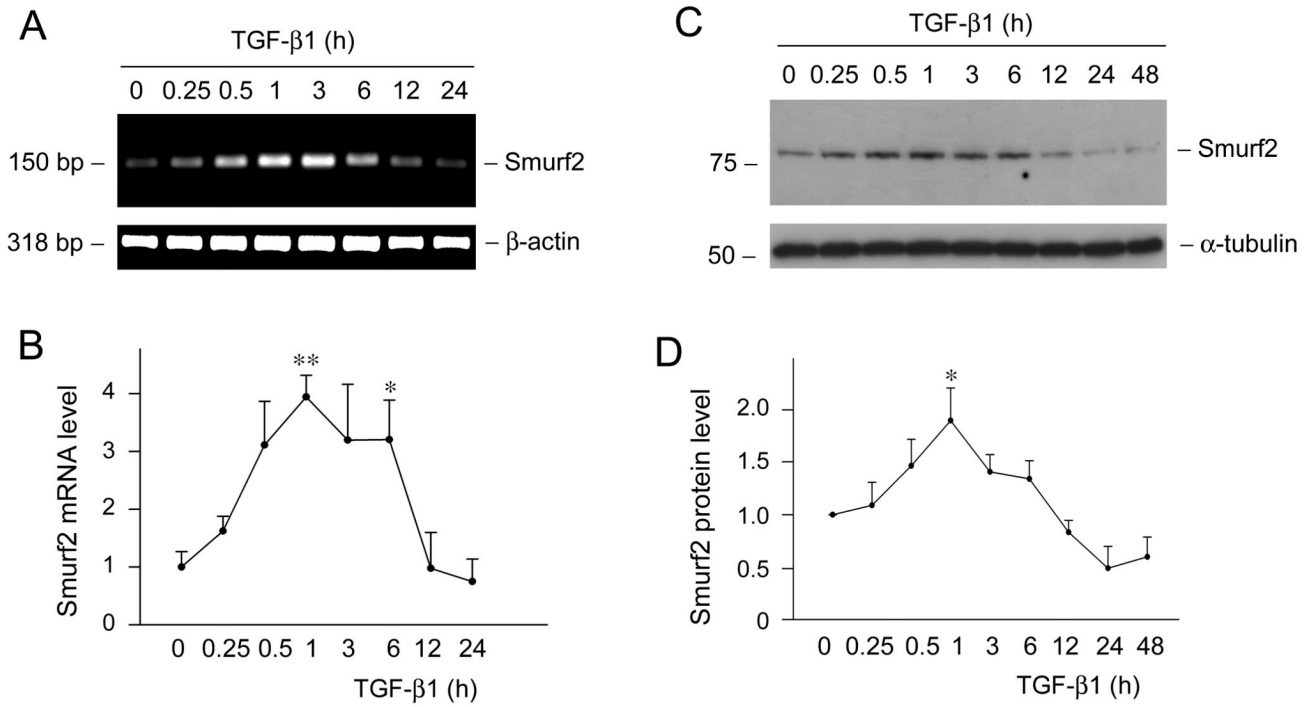 A
TGF-β1 (h)
0 0.25 0.5 1 3 6 12 24
150 bp – – Smurf2
318 bp – – β-actin
C
TGF-β1 (h)
0 0.25 0.5 1 3 6 12 24 48
75 – – Smurf2
50 – – α-tubulin
B
Smurf2 mRNA level
4
3
2
1
0
** *
0 0.25 0.5 1 3 6 12 24
TGF-β1 (h)
D
Smurf2 protein level
2.0
1.5
1.0
0.5
0
*
0 0.25 0.5 1 3 6 12 24 48
TGF-β1 (h)